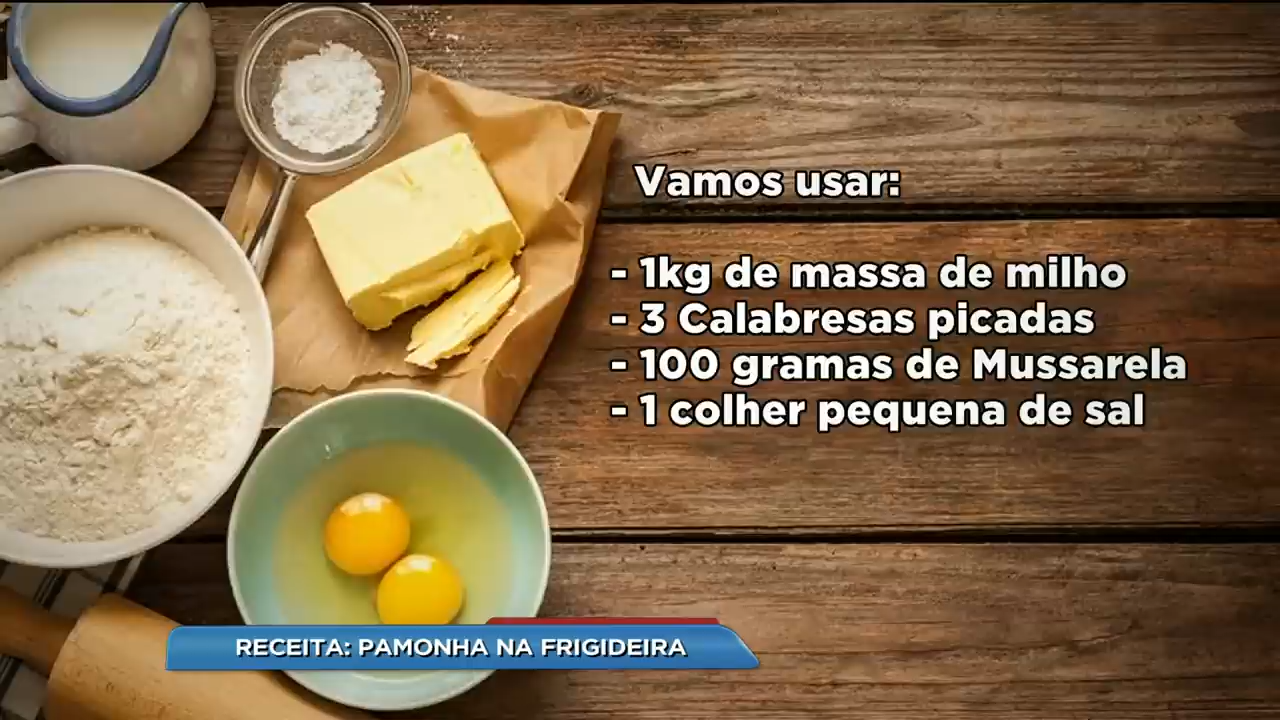 Vamos usar:
- 1kg de massa de milho
- 3 Calabresas picadas
- 100 gramas de Mussarela
- 1 colher pequena de sal
RECEITA: PAMONHA NA FRIGIDEIRA